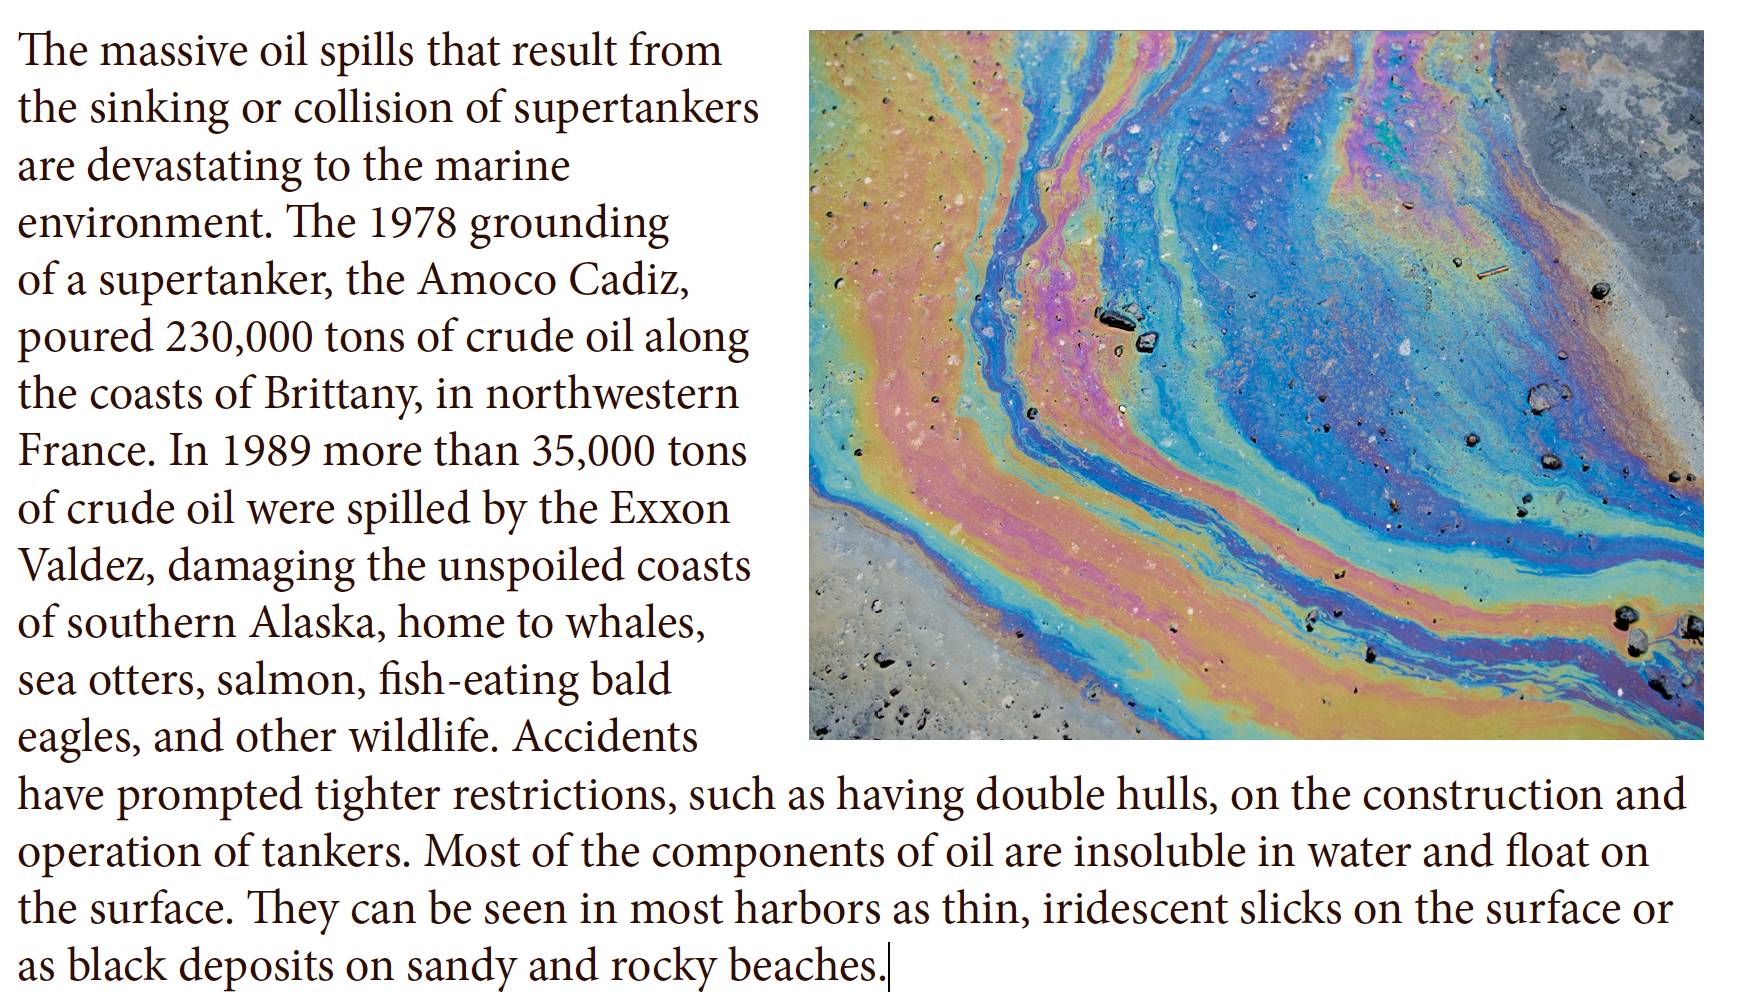 The massive oil spills that result from
the sinking or collision of supertankers
are devastating to the marine
environment. The 1978 grounding
of a supertanker, the Amoco Cadiz,
poured 230,000 tons of crude oil along
the coasts of Brittany, in northwestern
France. In 1989 more than 35,000 tons
of crude oil were spilled by the Exxon
Valdez, damaging the unspoiled coasts
of southern Alaska, home to whales,
sea otters, salmon, fish-eating bald
eagles, and other wildlife. Accidents
have prompted tighter restrictions, such as having double hulls, on the construction and
operation of tankers. Most of the components of oil are insoluble in water and float on
the surface. They can be seen in most harbors as thin, iridescent slicks on the surface or
as black deposits on sandy and rocky beaches.